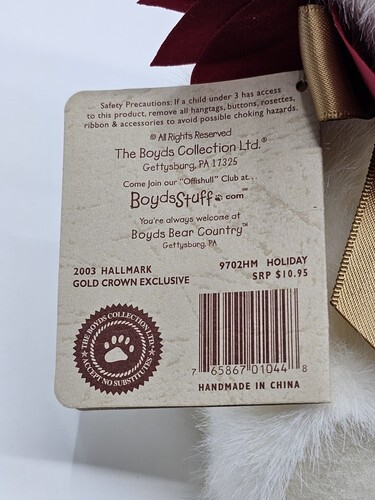 Safety Precautions: If a child under 3 has access
to this product, remove all hangtags, buttons, rosettes,
ribbon & accessories to avoid possible choking hazards.
© All Rights Reserved
The Boyds Collection Ltd.®
Gettysburg, PA 17325
Come Join our "Offishull" Club at...
BoydsStuff.com™
You're always welcome at
Boyds Bear Country™
Gettysburg, PA
2003 HALLMARK
GOLD CROWN EXCLUSIVE
9702HM HOLIDAY
SRP $10.95
★ THE BOYDS COLLECTION LTD. ★
ACCEPT NO SUBSTITUTES
7 65867 01044 8
HANDMADE IN CHINA